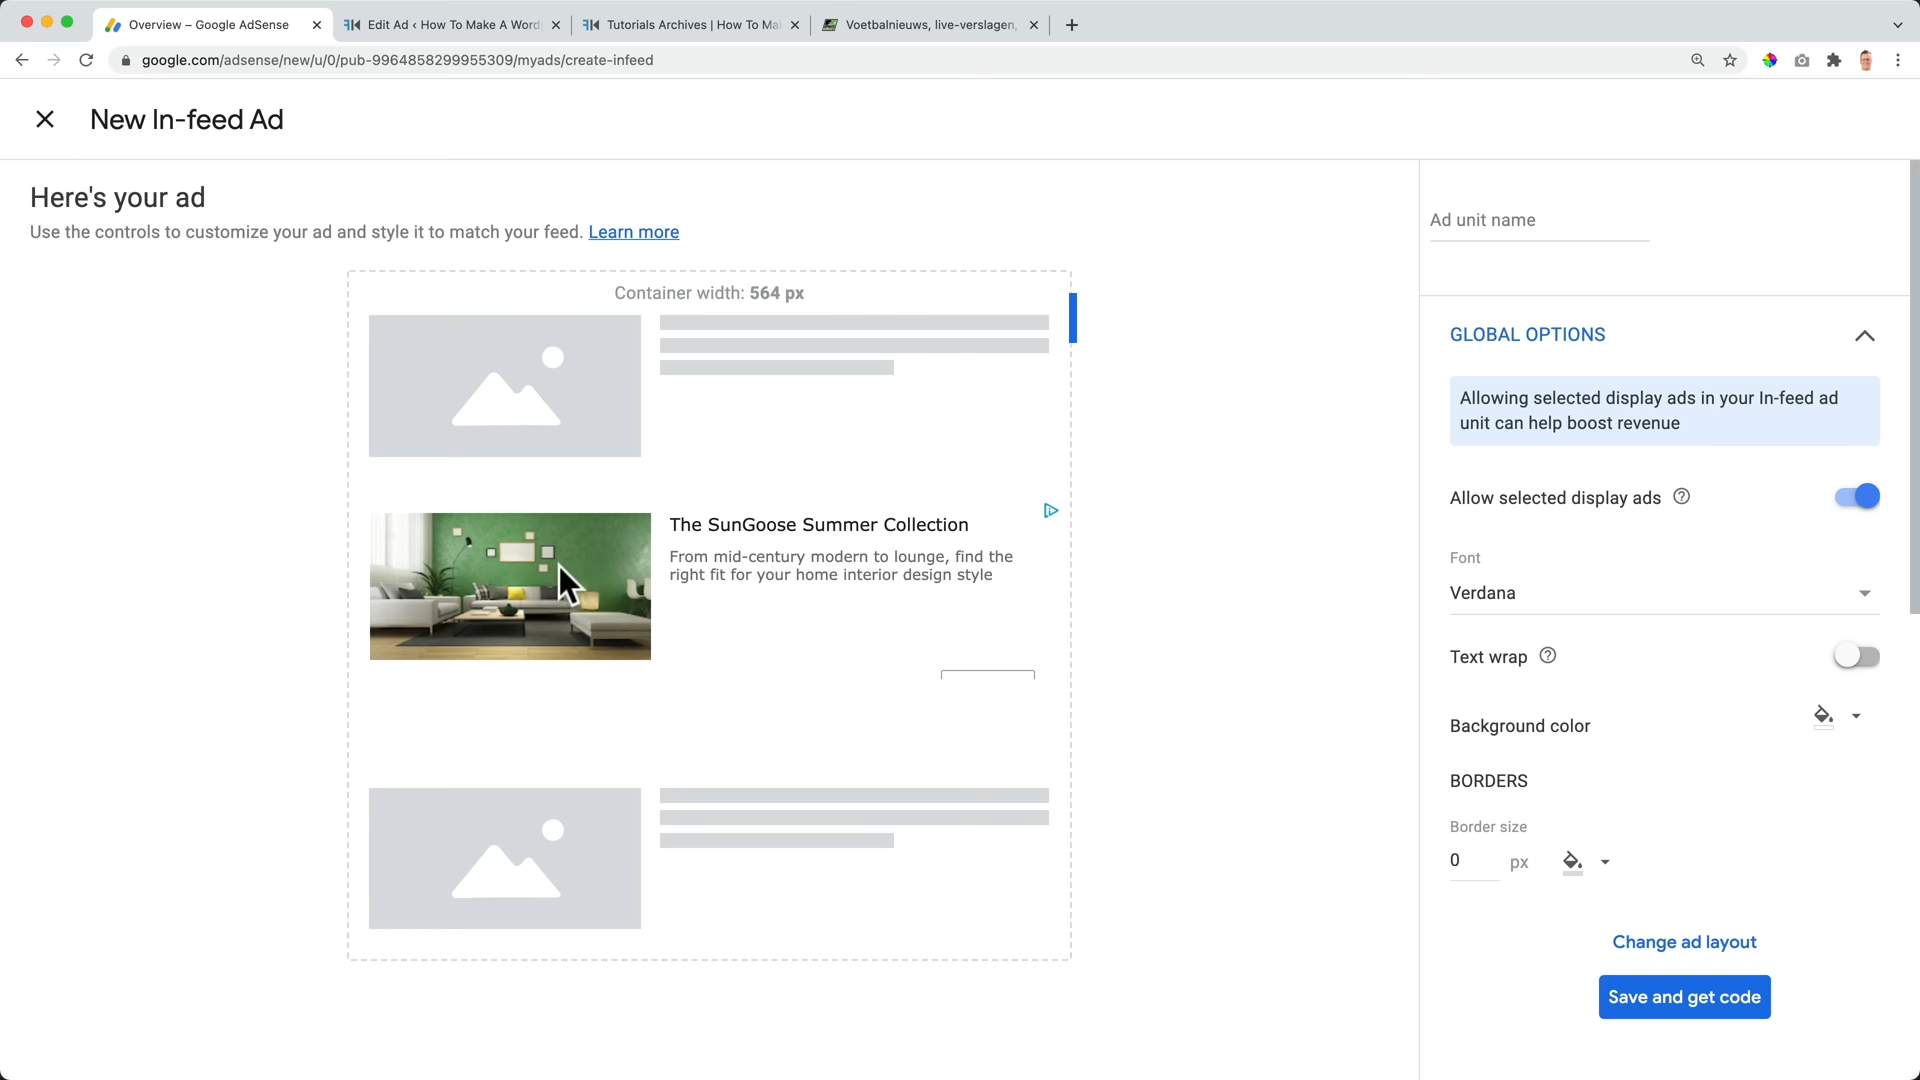 Overview – Google AdSense
Edit Ad ‹ How To Make A Word
Tutorials Archives | How To Ma
Voetbalnieuws, live-verslagen,
google.com/adsense/new/u/0/pub-9964858299955309/myads/create-infeed
New In-feed Ad
Here's your ad
Use the controls to customize your ad and style it to match your feed. Learn more
Container width: 564 px
The SunGoose Summer Collection
From mid-century modern to lounge, find the
right fit for your home interior design style
Ad unit name
GLOBAL OPTIONS
Allowing selected display ads in your In-feed ad
unit can help boost revenue
Allow selected display ads
Font
Verdana
Text wrap
Background color
BORDERS
Border size
0 px
Change ad layout
Save and get code